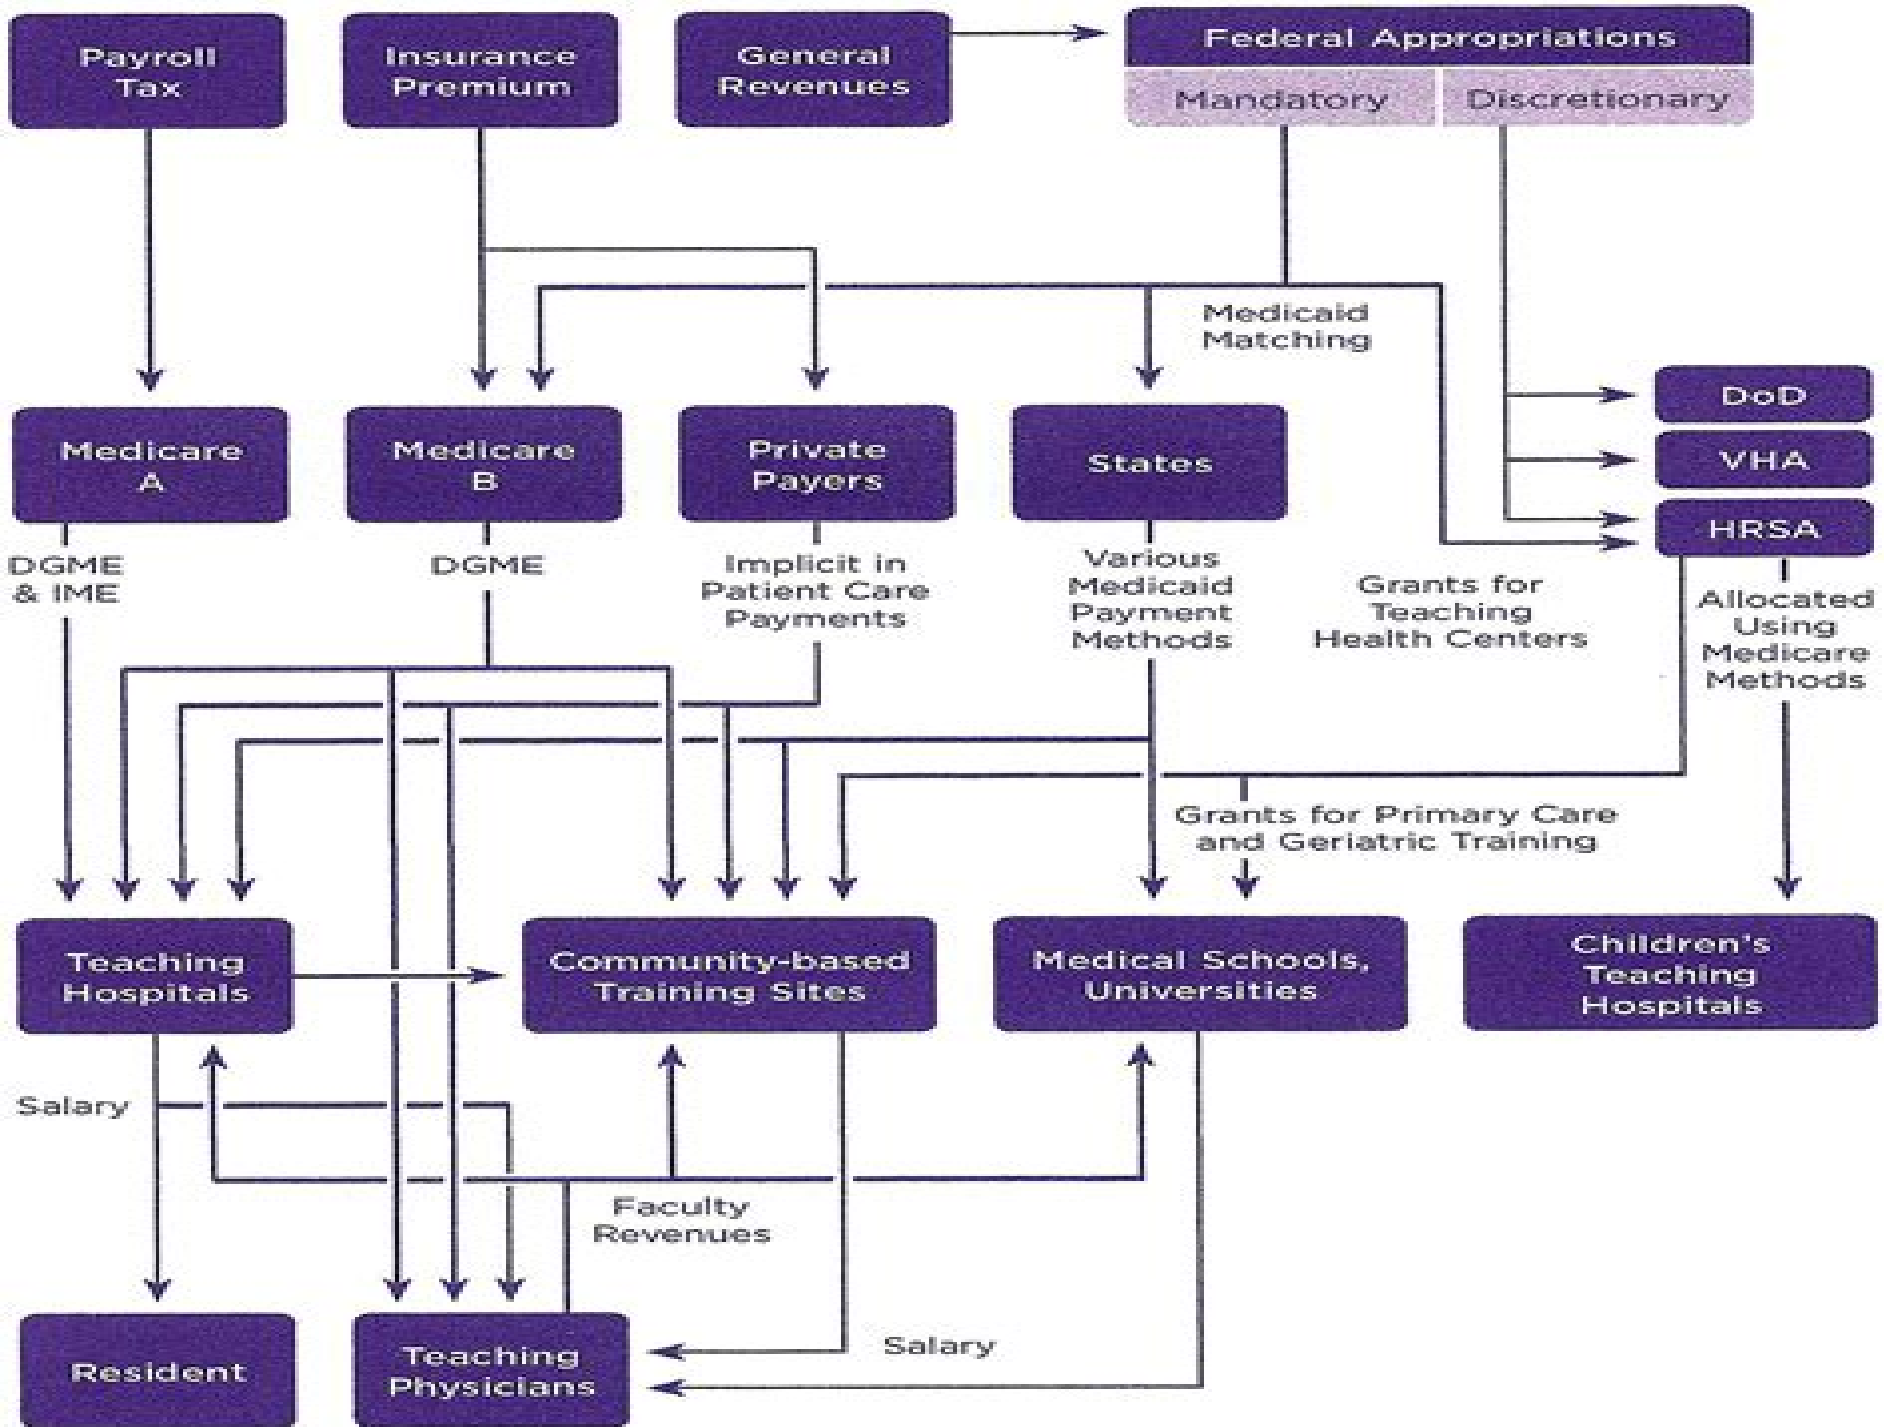 Payroll
Tax
Insurance
Premium
General
Revenues
Federal Appropriations
Mandatory
Discretionary
Medicaid
Matching
Medicare
A
Medicare
B
Private
Payers
States
DoD
VHA
HRSA
DGME
& IME
DGME
Implicit in
Patient Care
Payments
Various
Medicaid
Payment
Methods
Grants for
Teaching
Health Centers
Allocated
Using
Medicare
Methods
Grants for Primary Care
and Geriatric Training
Teaching
Hospitals
Community-based
Training Sites
Medical Schools,
Universities
Children's
Teaching
Hospitals
Salary
Faculty
Revenues
Resident
Teaching
Physicians
Salary